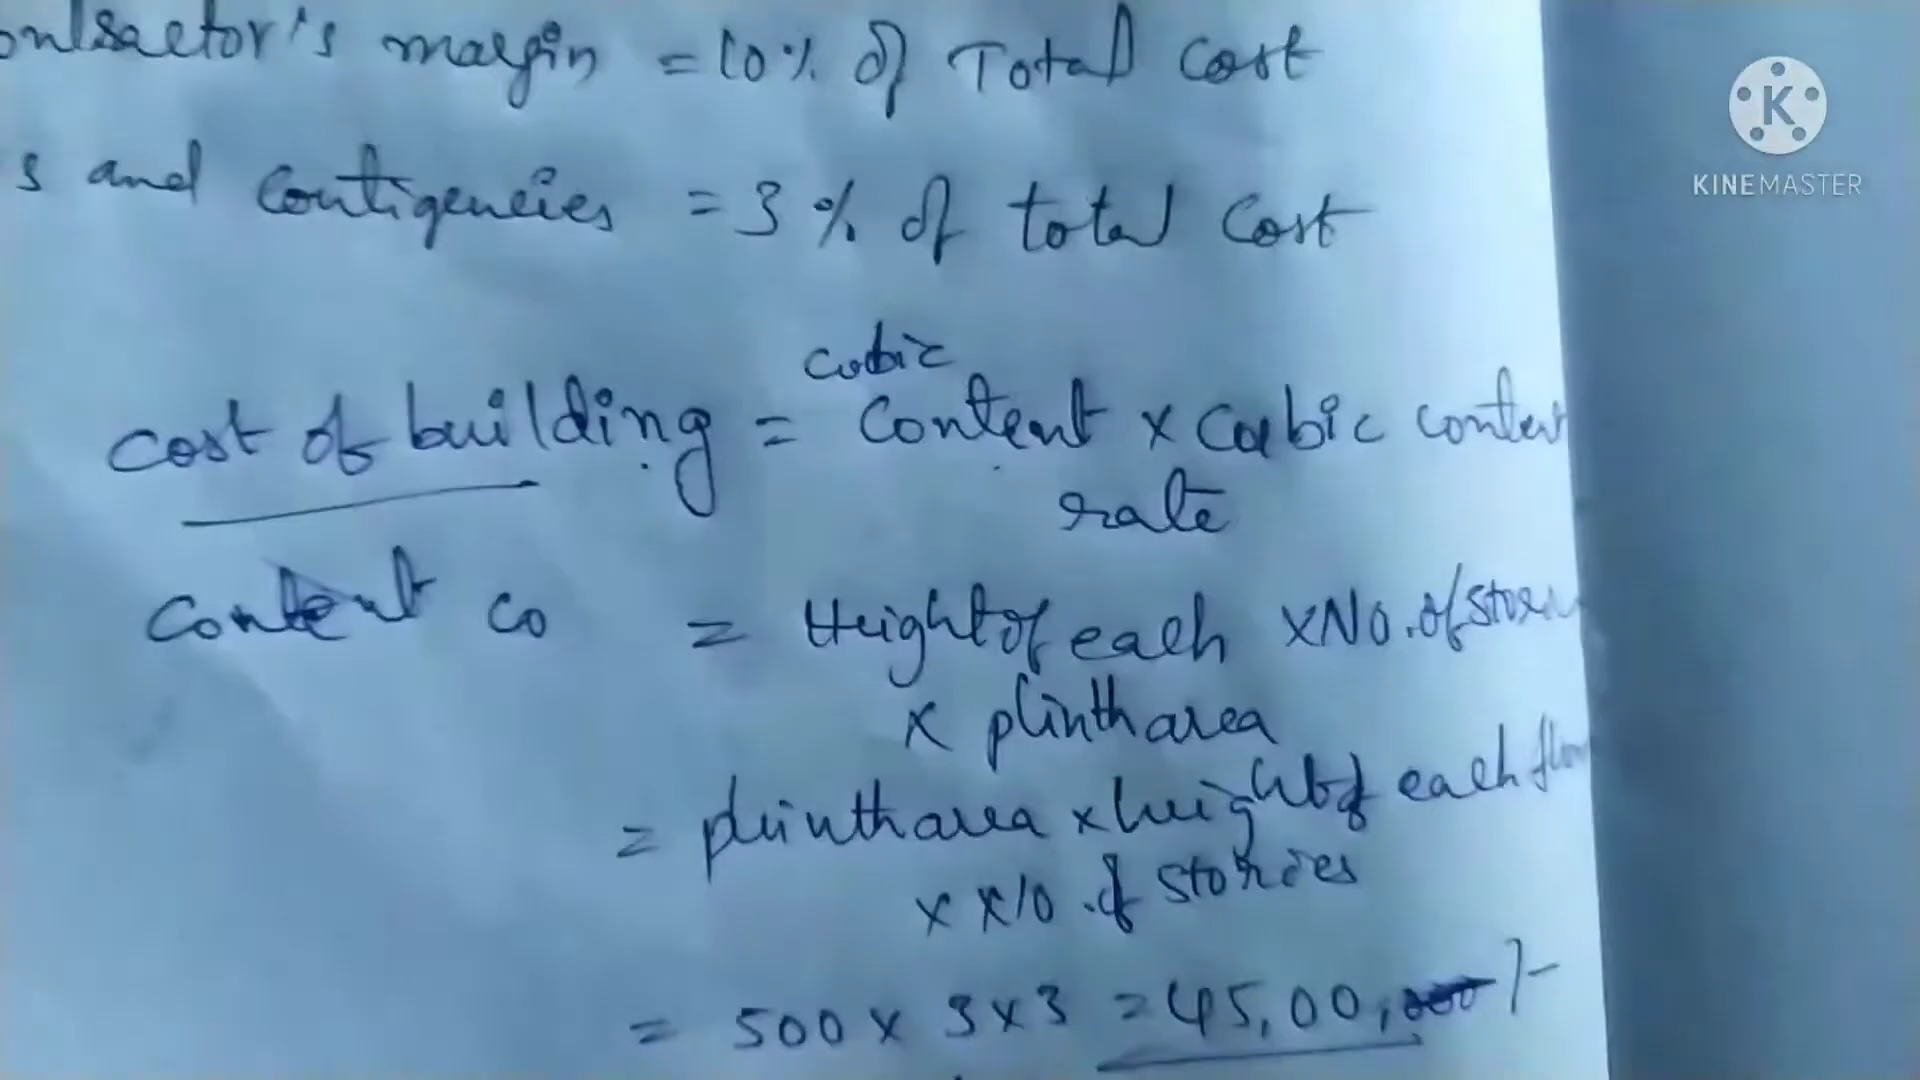 ontractor's margin = 10% of Total Cost
s and Contigencies = 3% of total Cost
K
KINEMASTER
cubic
cost of building = Content x Cubic content
rate
Content co = Height of each x No. of
x plintharea
= plintharea x height of each
x No. of stories
= 500 x 3 x 3 = 45,00, /-